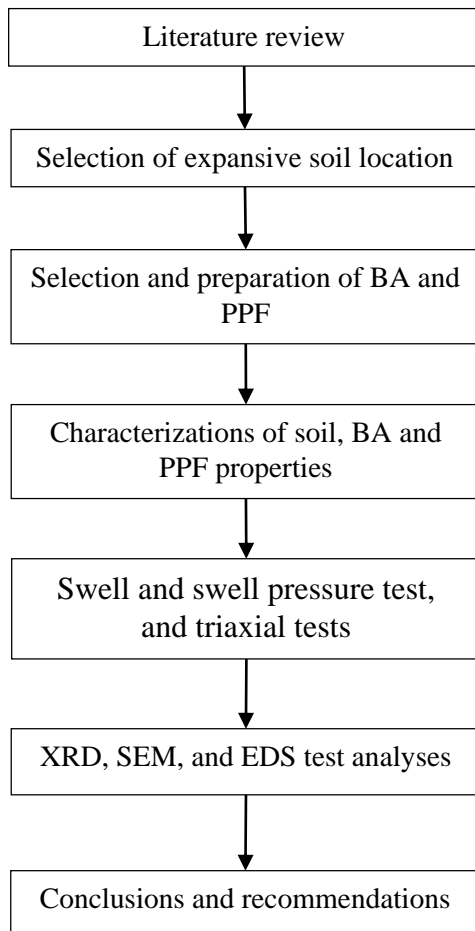 Literature review
Selection of expansive soil location
Selection and preparation of BA and
PPF
Characterizations of soil, BA and
PPF properties
Swell and swell pressure test,
and triaxial tests
XRD, SEM, and EDS test analyses
Conclusions and recommendations